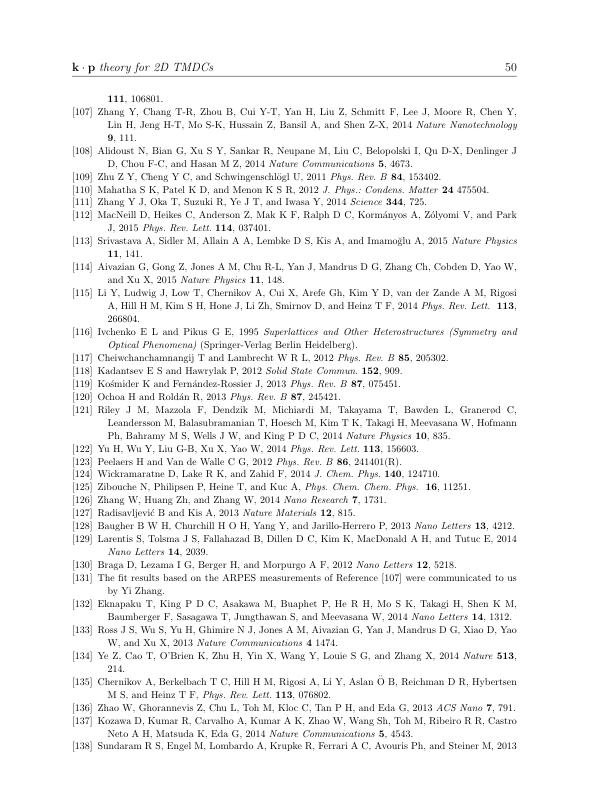 k · p theory for 2D TMDCs 50
111, 106801.
[107] Zhang Y, Chang T-R, Zhou B, Cui Y-T, Yan H, Liu Z, Schmitt F, Lee J, Moore R, Chen Y,
Lin H, Jeng H-T, Mo S-K, Hussain Z, Bansil A, and Shen Z-X, 2014 Nature Nanotechnology
9, 111.
[108] Alidoust N, Bian G, Xu S Y, Sankar R, Neupane M, Liu C, Belopolski I, Qu D-X, Denlinger J
D, Chou F-C, and Hasan M Z, 2014 Nature Communications 5, 4673.
[109] Zhu Z Y, Cheng Y C, and Schwingenschlögl U, 2011 Phys. Rev. B 84, 153402.
[110] Mahatha S K, Patel K D, and Menon K S R, 2012 J. Phys.: Condens. Matter 24 475504.
[111] Zhang Y J, Oka T, Suzuki R, Ye J T, and Iwasa Y, 2014 Science 344, 725.
[112] MacNeill D, Heikes C, Anderson Z, Mak K F, Ralph D C, Kormányos A, Zólyomi V, and Park
J, 2015 Phys. Rev. Lett. 114, 037401.
[113] Srivastava A, Sidler M, Allain A A, Lembke D S, Kis A, and Imamoğlu A, 2015 Nature Physics
11, 141.
[114] Aivazian G, Gong Z, Jones A M, Chu R-L, Yan J, Mandrus D G, Zhang Ch, Cobden D, Yao W,
and Xu X, 2015 Nature Physics 11, 148.
[115] Li Y, Ludwig J, Low T, Chernikov A, Cui X, Arefe Gh, Kim Y D, van der Zande A M, Rigosi
A, Hill H M, Kim S H, Hone J, Li Zh, Smirnov D, and Heinz T F, 2014 Phys. Rev. Lett. 113,
266804.
[116] Ivchenko E L and Pikus G E, 1995 Superlattices and Other Heterostructures (Symmetry and
Optical Phenomena) (Springer-Verlag Berlin Heidelberg).
[117] Cheiwchanchamnangij T and Lambrecht W R L, 2012 Phys. Rev. B 85, 205302.
[118] Kadantsev E S and Hawrylak P, 2012 Solid State Commun. 152, 909.
[119] Kośmider K and Fernández-Rossier J, 2013 Phys. Rev. B 87, 075451.
[120] Ochoa H and Roldán R, 2013 Phys. Rev. B 87, 245421.
[121] Riley J M, Mazzola F, Dendzik M, Michiardi M, Takayama T, Bawden L, Granerød C,
Leandersson M, Balasubramanian T, Hoesch M, Kim T K, Takagi H, Meevasana W, Hofmann
Ph, Bahramy M S, Wells J W, and King P D C, 2014 Nature Physics 10, 835.
[122] Yu H, Wu Y, Liu G-B, Xu X, Yao W, 2014 Phys. Rev. Lett. 113, 156603.
[123] Peelaers H and Van de Walle C G, 2012 Phys. Rev. B 86, 241401(R).
[124] Wickramaratne D, Lake R K, and Zahid F, 2014 J. Chem. Phys. 140, 124710.
[125] Zibouche N, Philipsen P, Heine T, and Kuc A, Phys. Chem. Chem. Phys. 16, 11251.
[126] Zhang W, Huang Zh, and Zhang W, 2014 Nano Research 7, 1731.
[127] Radisavljević B and Kis A, 2013 Nature Materials 12, 815.
[128] Baugher B W H, Churchill H O H, Yang Y, and Jarillo-Herrero P, 2013 Nano Letters 13, 4212.
[129] Larentis S, Tolsma J S, Fallahazad B, Dillen D C, Kim K, MacDonald A H, and Tutuc E, 2014
Nano Letters 14, 2039.
[130] Braga D, Lezama I G, Berger H, and Morpurgo A F, 2012 Nano Letters 12, 5218.
[131] The fit results based on the ARPES measurements of Reference [107] were communicated to us
by Yi Zhang.
[132] Eknapaku T, King P D C, Asakawa M, Buaphet P, He R H, Mo S K, Takagi H, Shen K M,
Baumberger F, Sasagawa T, Jungthawan S, and Meevasana W, 2014 Nano Letters 14, 1312.
[133] Ross J S, Wu S, Yu H, Ghimire N J, Jones A M, Aivazian G, Yan J, Mandrus D G, Xiao D, Yao
W, and Xu X, 2013 Nature Communications 4 1474.
[134] Ye Z, Cao T, O'Brien K, Zhu H, Yin X, Wang Y, Louie S G, and Zhang X, 2014 Nature 513,
214.
[135] Chernikov A, Berkelbach T C, Hill H M, Rigosi A, Li Y, Aslan Ö B, Reichman D R, Hybertsen
M S, and Heinz T F, Phys. Rev. Lett. 113, 076802.
[136] Zhao W, Ghorannevis Z, Chu L, Toh M, Kloc C, Tan P H, and Eda G, 2013 ACS Nano 7, 791.
[137] Kozawa D, Kumar R, Carvalho A, Kumar A K, Zhao W, Wang Sh, Toh M, Ribeiro R R, Castro
Neto A H, Matsuda K, Eda G, 2014 Nature Communications 5, 4543.
[138] Sundaram R S, Engel M, Lombardo A, Krupke R, Ferrari A C, Avouris Ph, and Steiner M, 2013